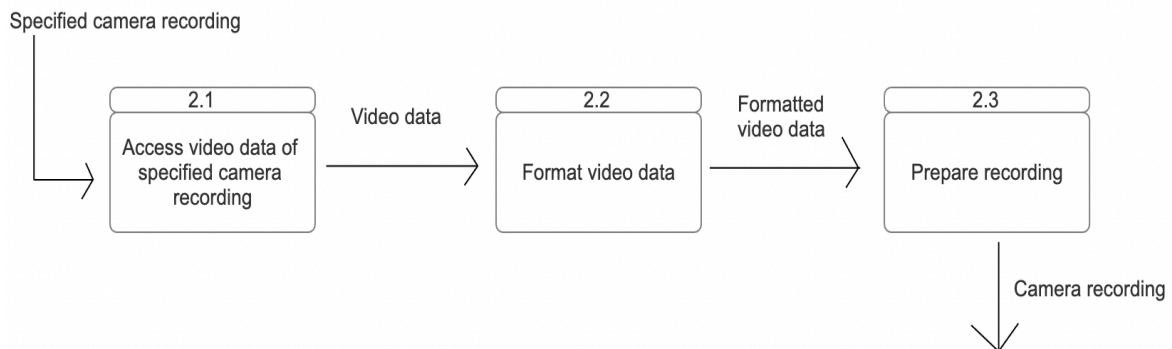 Specified camera recording
2.1
Access video data of
specified camera
recording
Video data
2.2
Format video data
Formatted
video data
2.3
Prepare recording
Camera recording